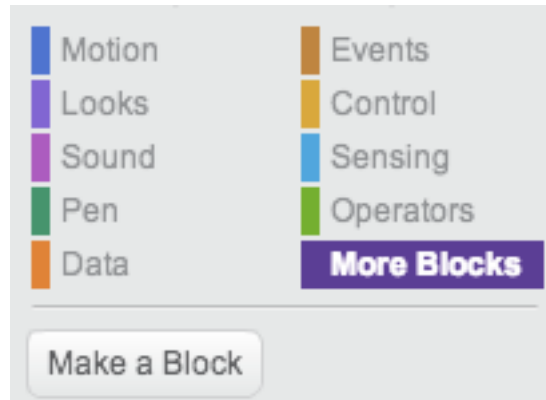 Motion
Looks
Sound
Pen
Data
Events
Control
Sensing
Operators
More Blocks
Make a Block